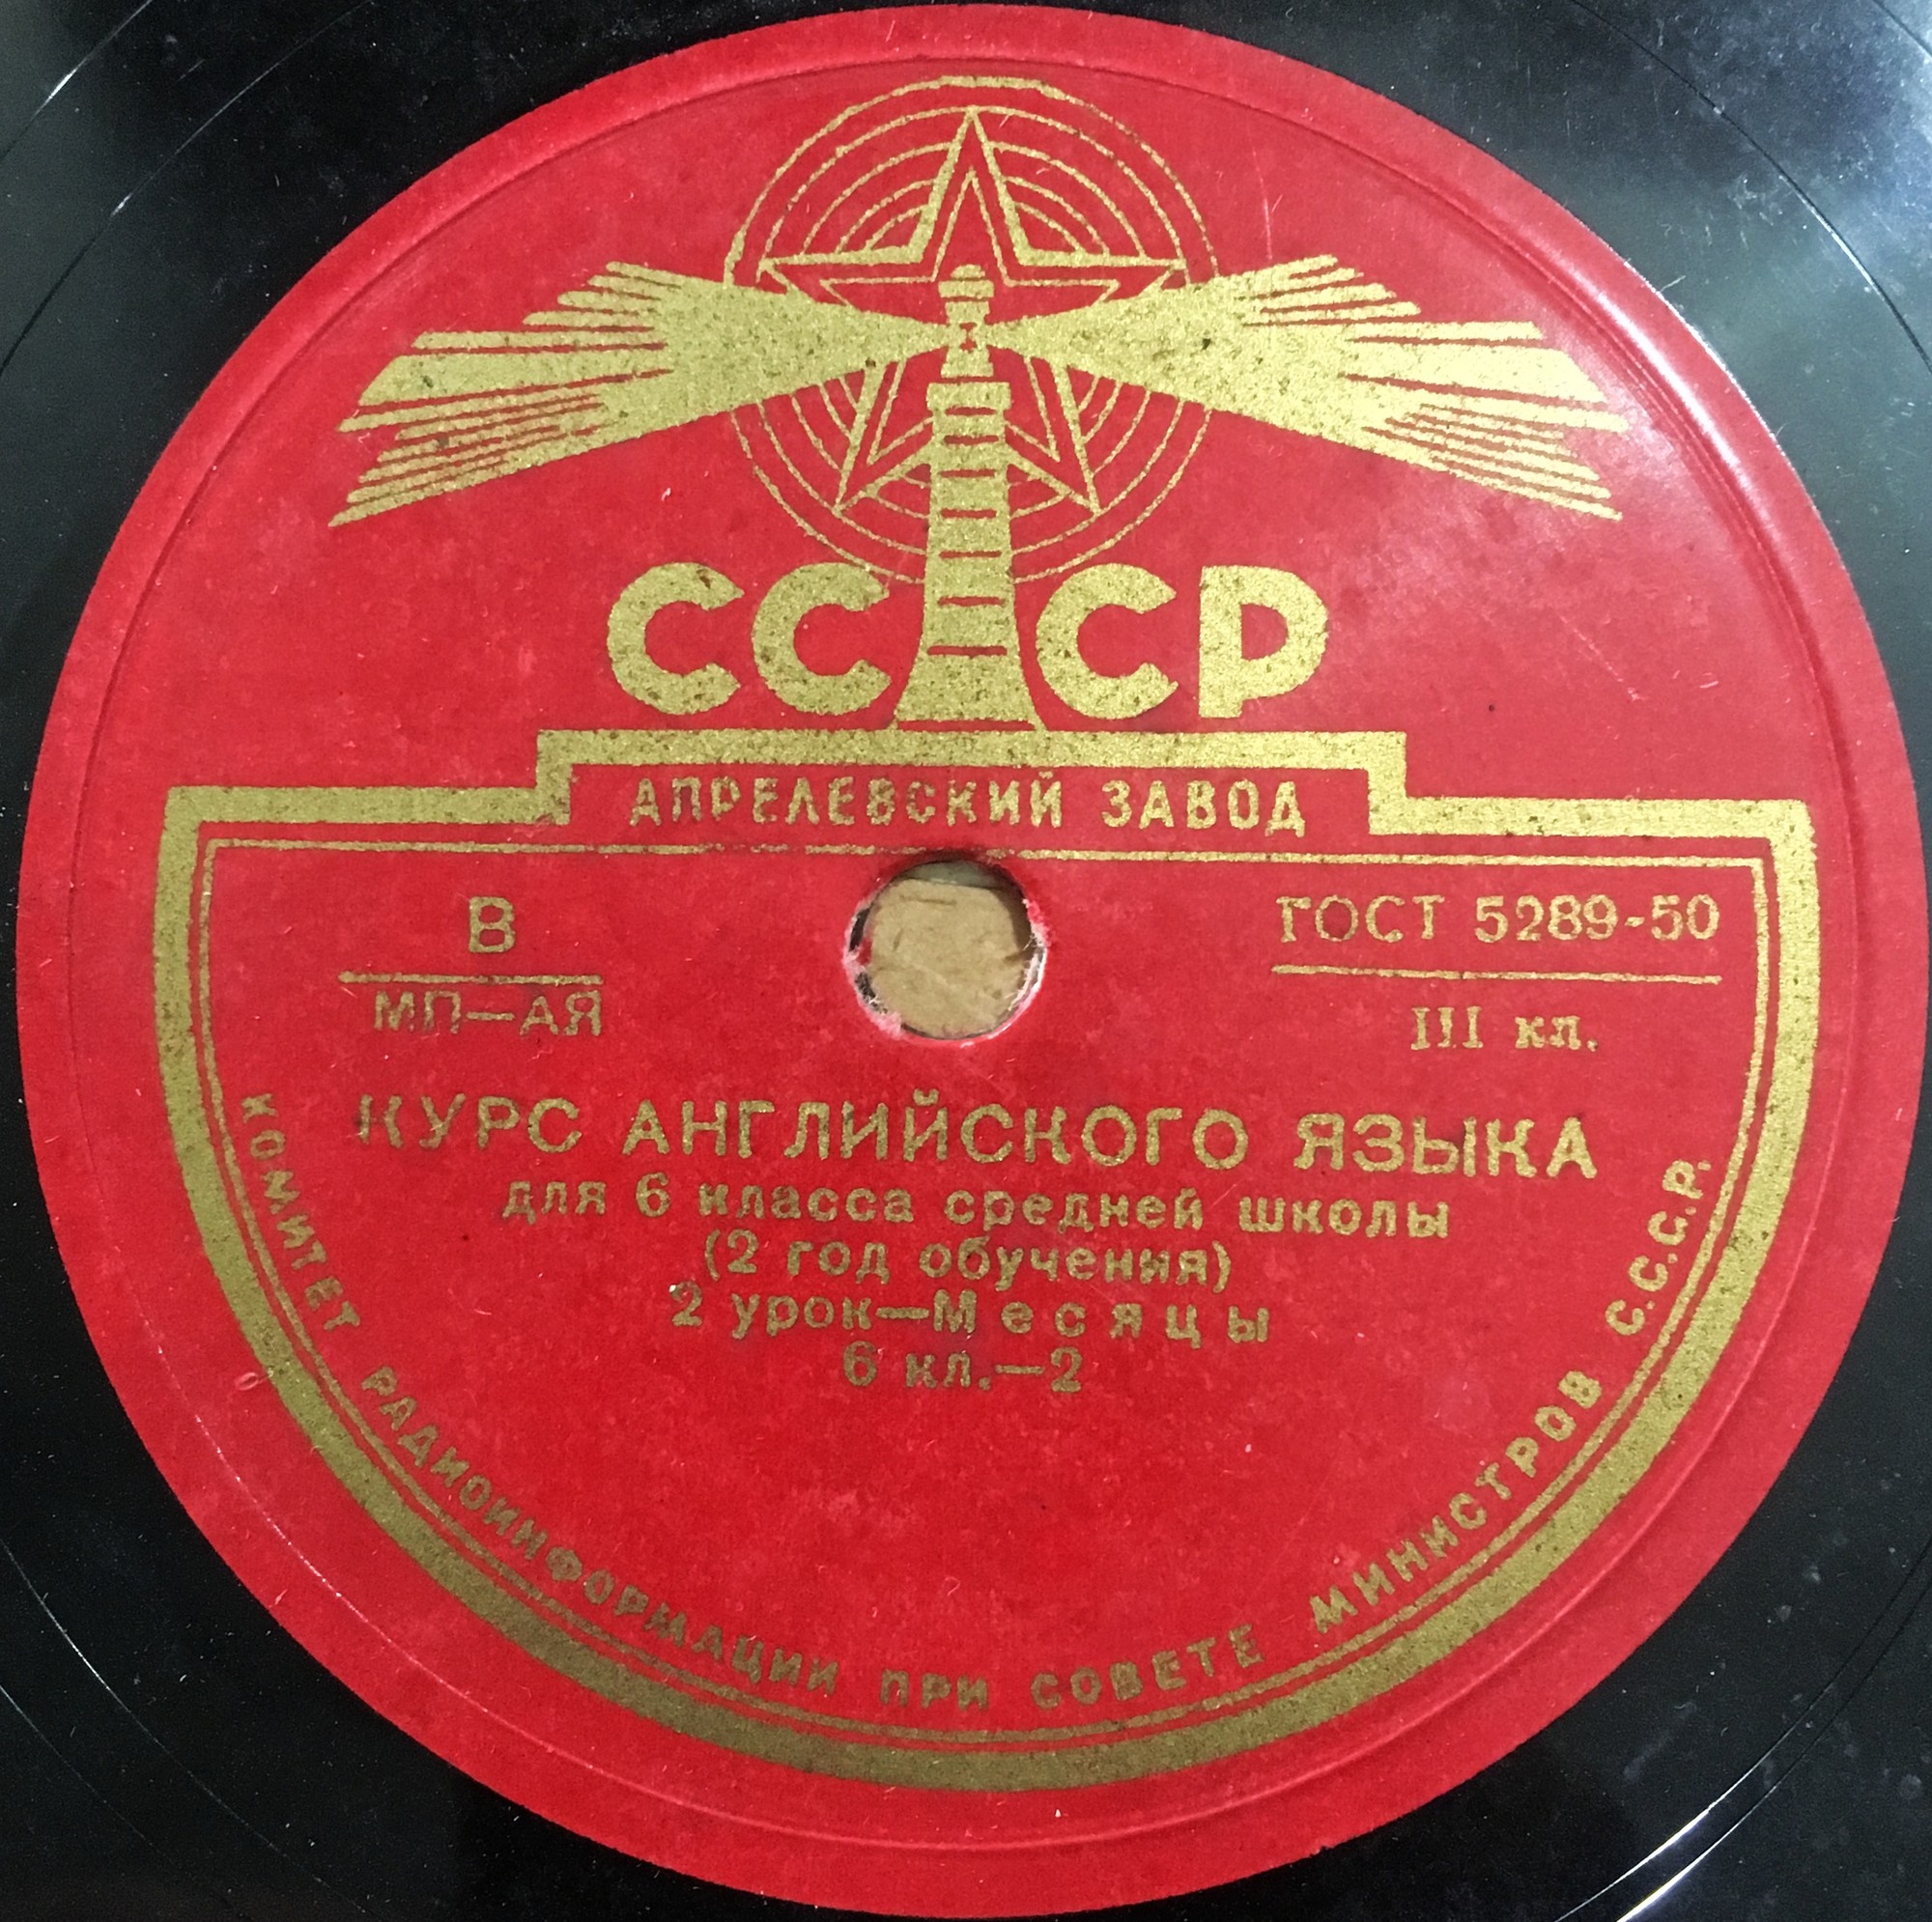 СССР
АПРЕЛЕВСКИЙ ЗАВОД
В
МП—АЯ
ГОСТ 5289-50
III кл.
КУРС АНГЛИЙСКОГО ЯЗЫКА
для 6 класса средней школы
(2 год обучения)
2 урок—Месяцы
6 кл.—2
КОМИТЕТ РАДИОИНФОРМАЦИИ ПРИ СОВЕТЕ МИНИСТРОВ С.С.С.Р.